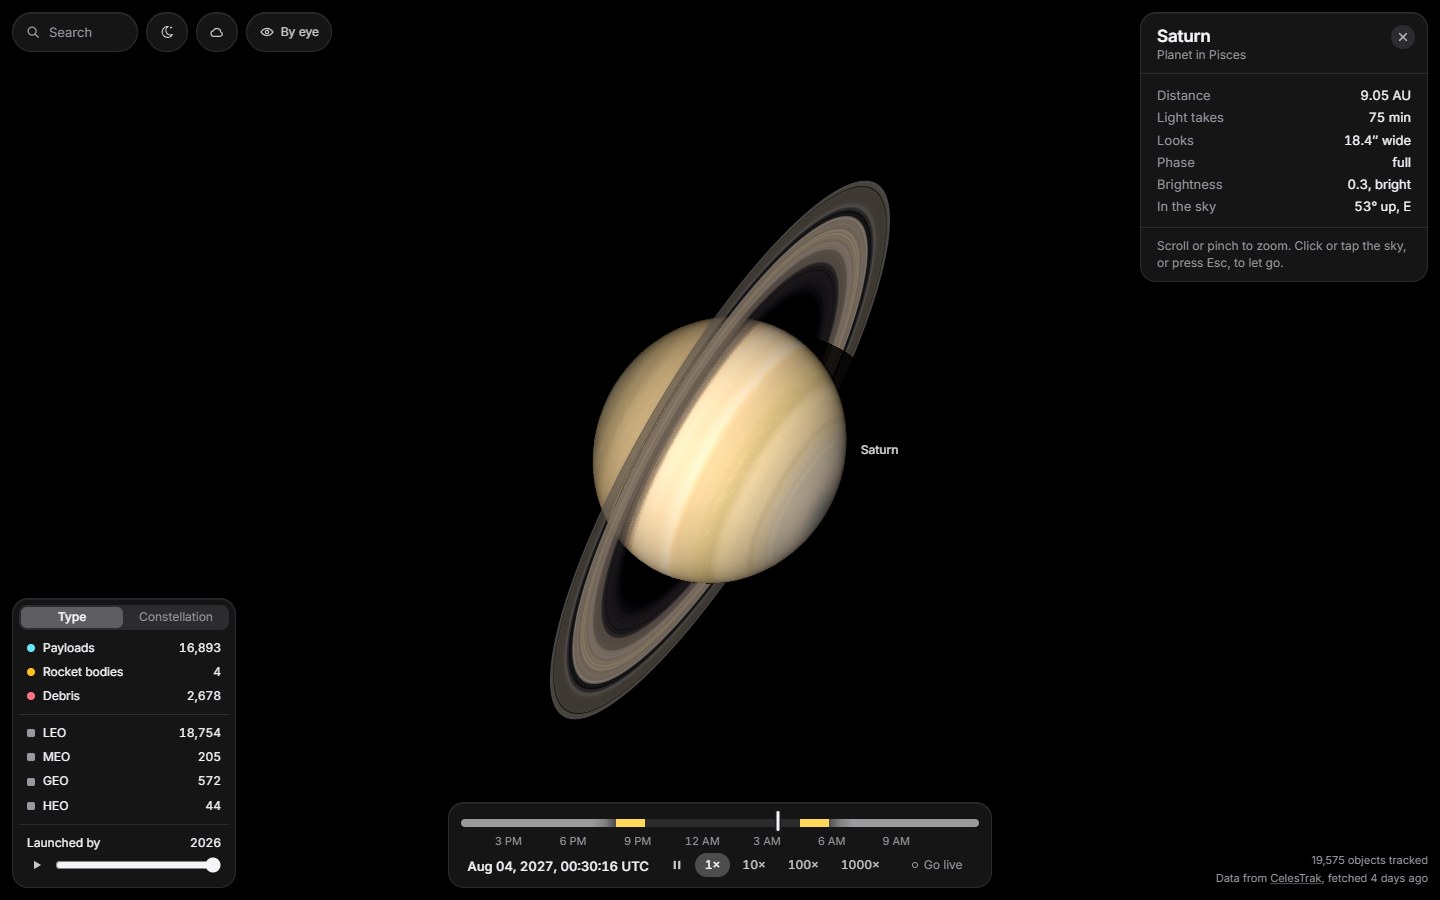 Search
By eye
Saturn
Planet in Pisces
Distance 9.05 AU
Light takes 75 min
Looks 18.4″ wide
Phase full
Brightness 0.3, bright
In the sky 53° up, E
Scroll or pinch to zoom. Click or tap the sky,
or press Esc, to let go.
Saturn
Type Constellation
Payloads 16,893
Rocket bodies 4
Debris 2,678
LEO 18,754
MEO 205
GEO 572
HEO 44
Launched by 2026
3 PM 6 PM 9 PM 12 AM 3 AM 6 AM 9 AM
Aug 04, 2027, 00:30:16 UTC 1× 10× 100× 1000× Go live
19,575 objects tracked
Data from CelesTrak, fetched 4 days ago